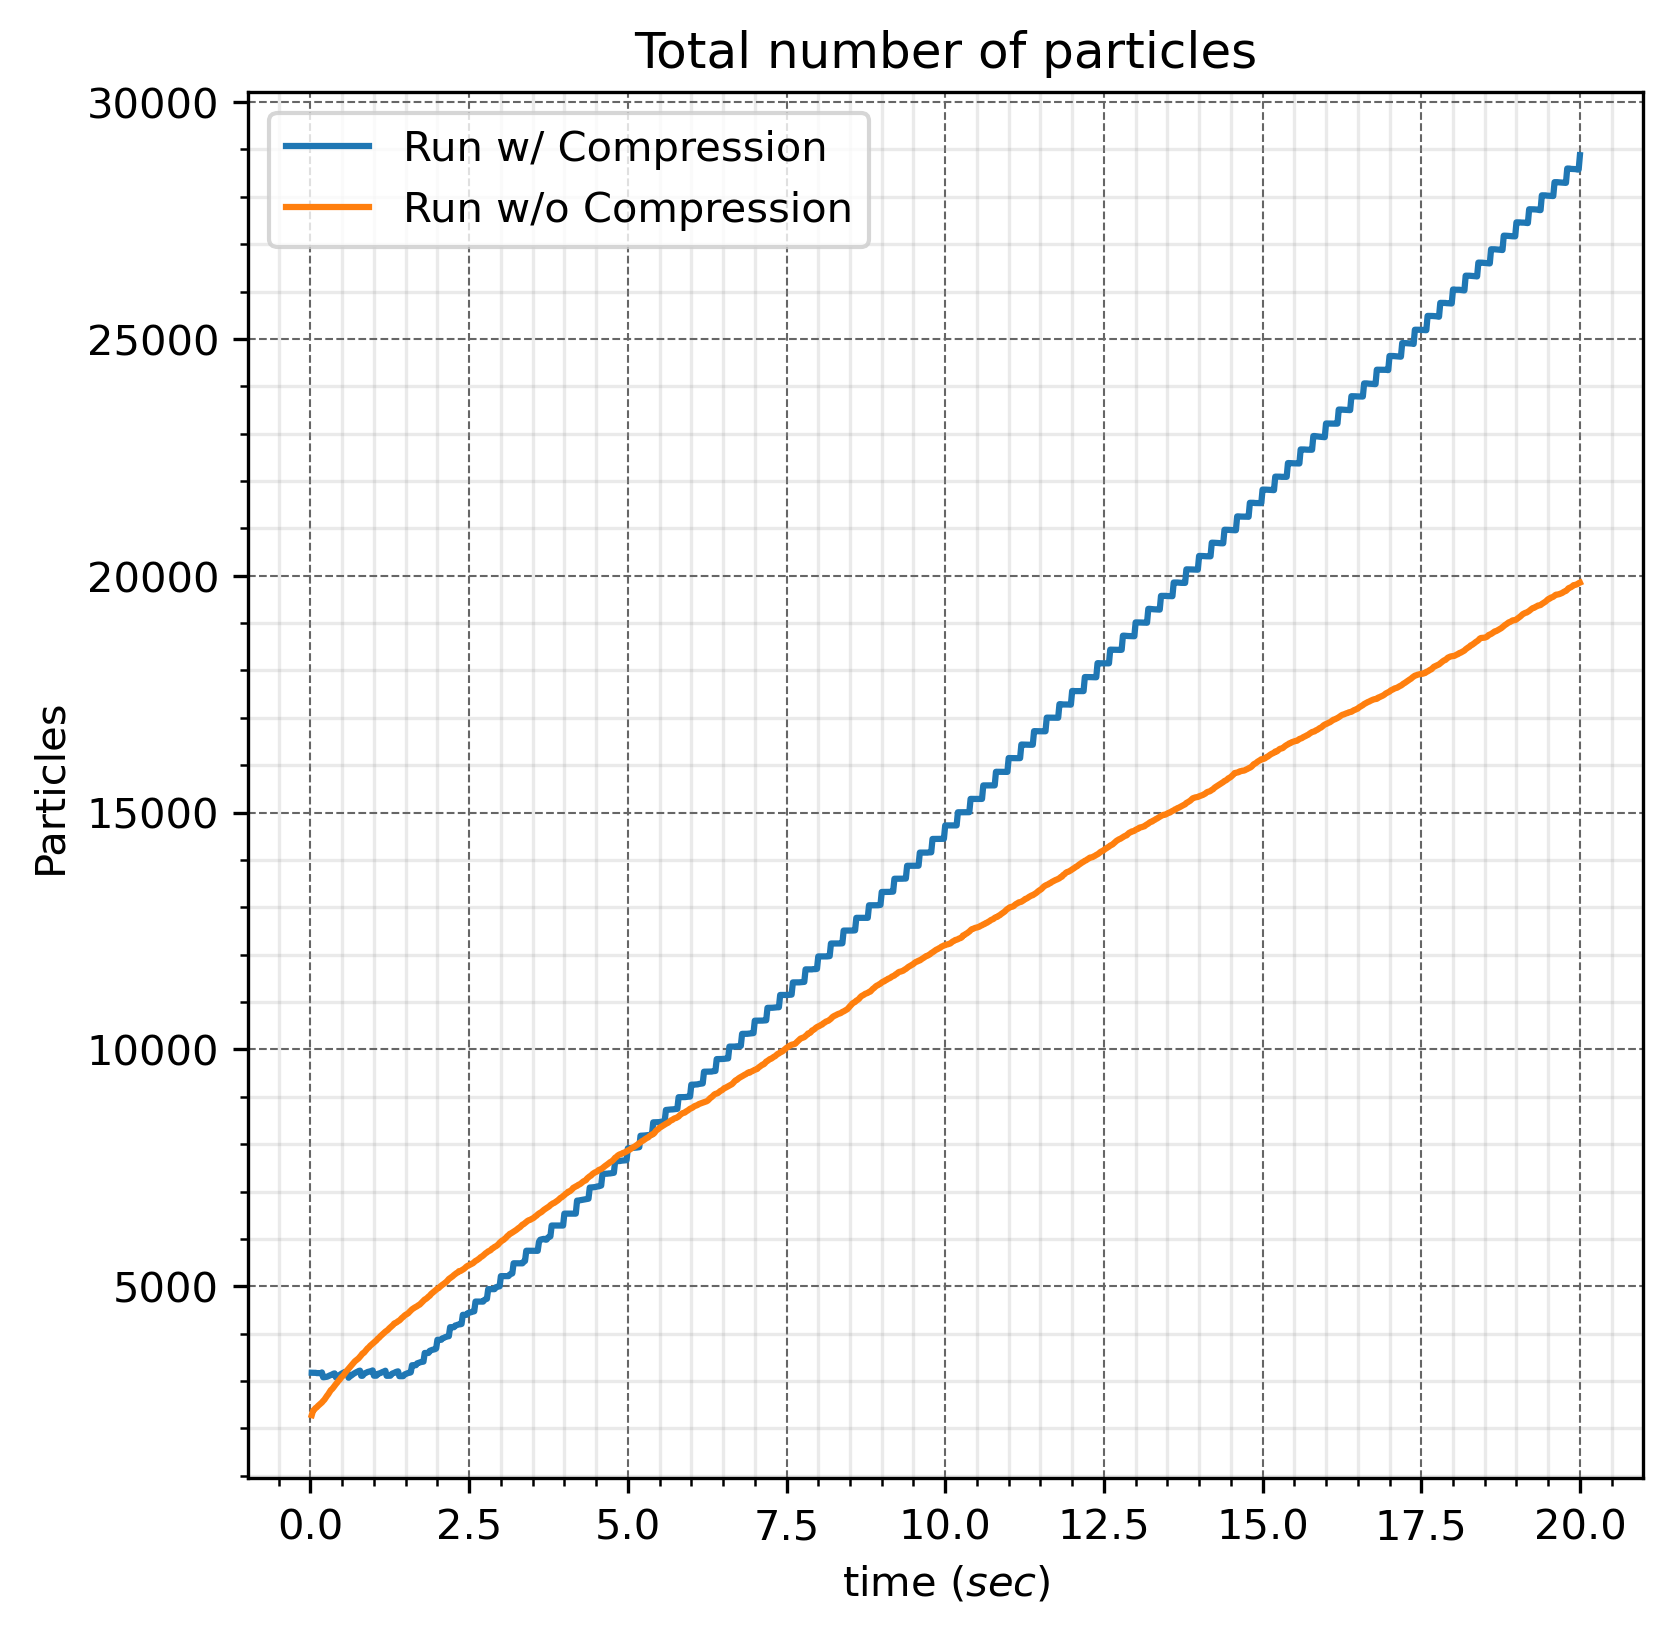 Total number of particles
Run w/ Compression
Run w/o Compression
30000
25000
20000
15000
10000
5000
Particles
0.0 2.5 5.0 7.5 10.0 12.5 15.0 17.5 20.0
time (sec)